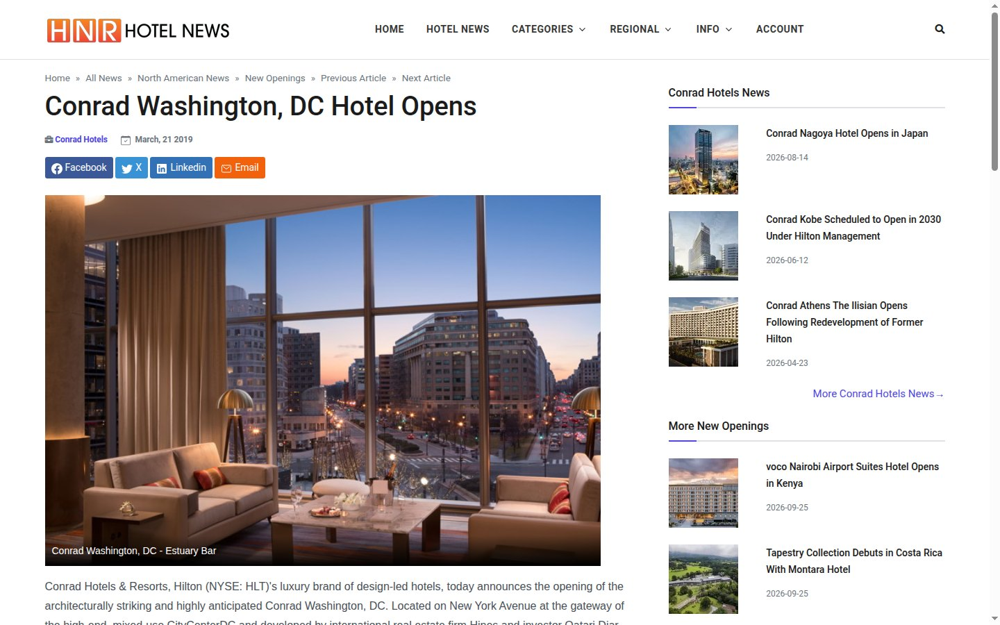 HNR HOTEL NEWS
HOME HOTEL NEWS CATEGORIES REGIONAL INFO ACCOUNT
Home » All News » North American News » New Openings » Previous Article » Next Article
Conrad Washington, DC Hotel Opens
Conrad Hotels March, 21 2019
Facebook X Linkedin Email
Conrad Washington, DC - Estuary Bar
Conrad Hotels & Resorts, Hilton (NYSE: HLT)'s luxury brand of design-led hotels, today announces the opening of the
architecturally striking and highly anticipated Conrad Washington, DC. Located on New York Avenue at the gateway of
the high-end, mixed-use CityCenterDC and developed by international real estate firm Hines and investor Qatari Diar
Conrad Hotels News
Conrad Nagoya Hotel Opens in Japan
2026-08-14
Conrad Kobe Scheduled to Open in 2030
Under Hilton Management
2026-06-12
Conrad Athens The Ilisian Opens
Following Redevelopment of Former
Hilton
2026-04-23
More Conrad Hotels News→
More New Openings
voco Nairobi Airport Suites Hotel Opens
in Kenya
2026-09-25
Tapestry Collection Debuts in Costa Rica
With Montara Hotel
2026-09-25